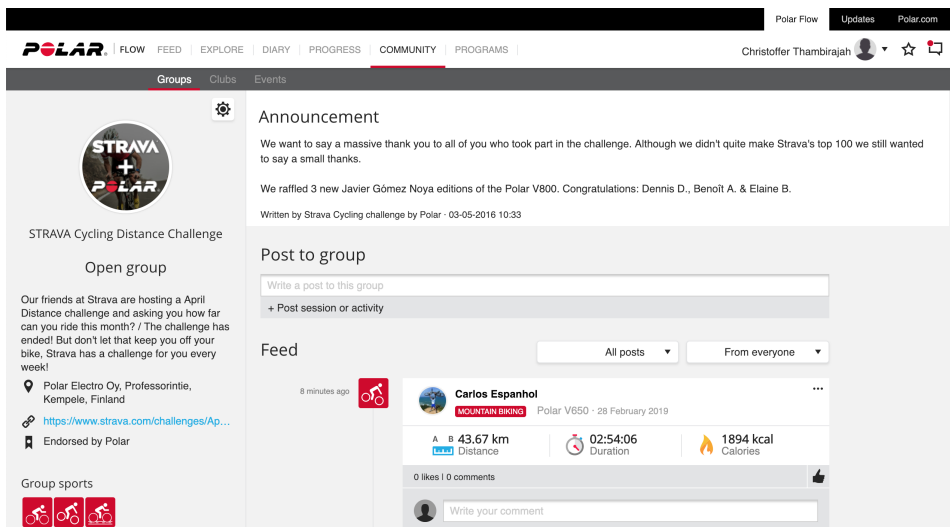 Polar Flow Updates Polar.com
POLAR. FLOW FEED EXPLORE DIARY PROGRESS COMMUNITY PROGRAMS Christoffer Thambirajah
Groups Clubs Events
STRAVA
+
POLAR.
STRAVA Cycling Distance Challenge
Open group
Our friends at Strava are hosting a April
Distance challenge and asking you how far
can you ride this month? / The challenge has
ended! But don't let that keep you off your
bike, Strava has a challenge for you every
week!
Polar Electro Oy, Professorintie,
Kempele, Finland
https://www.strava.com/challenges/Ap...
Endorsed by Polar
Group sports
Announcement
We want to say a massive thank you to all of you who took part in the challenge. Although we didn't quite make Strava's top 100 we still wanted
to say a small thanks.
We raffled 3 new Javier Gómez Noya editions of the Polar V800. Congratulations: Dennis D., Benoît A. & Elaine B.
Written by Strava Cycling challenge by Polar · 03-05-2016 10:33
Post to group
Write a post to this group
+ Post session or activity
Feed
All posts
From everyone
8 minutes ago
Carlos Espanhol
MOUNTAIN BIKING Polar V650 · 28 February 2019
A B 43.67 km
Distance
02:54:06
Duration
1894 kcal
Calories
0 likes | 0 comments
Write your comment